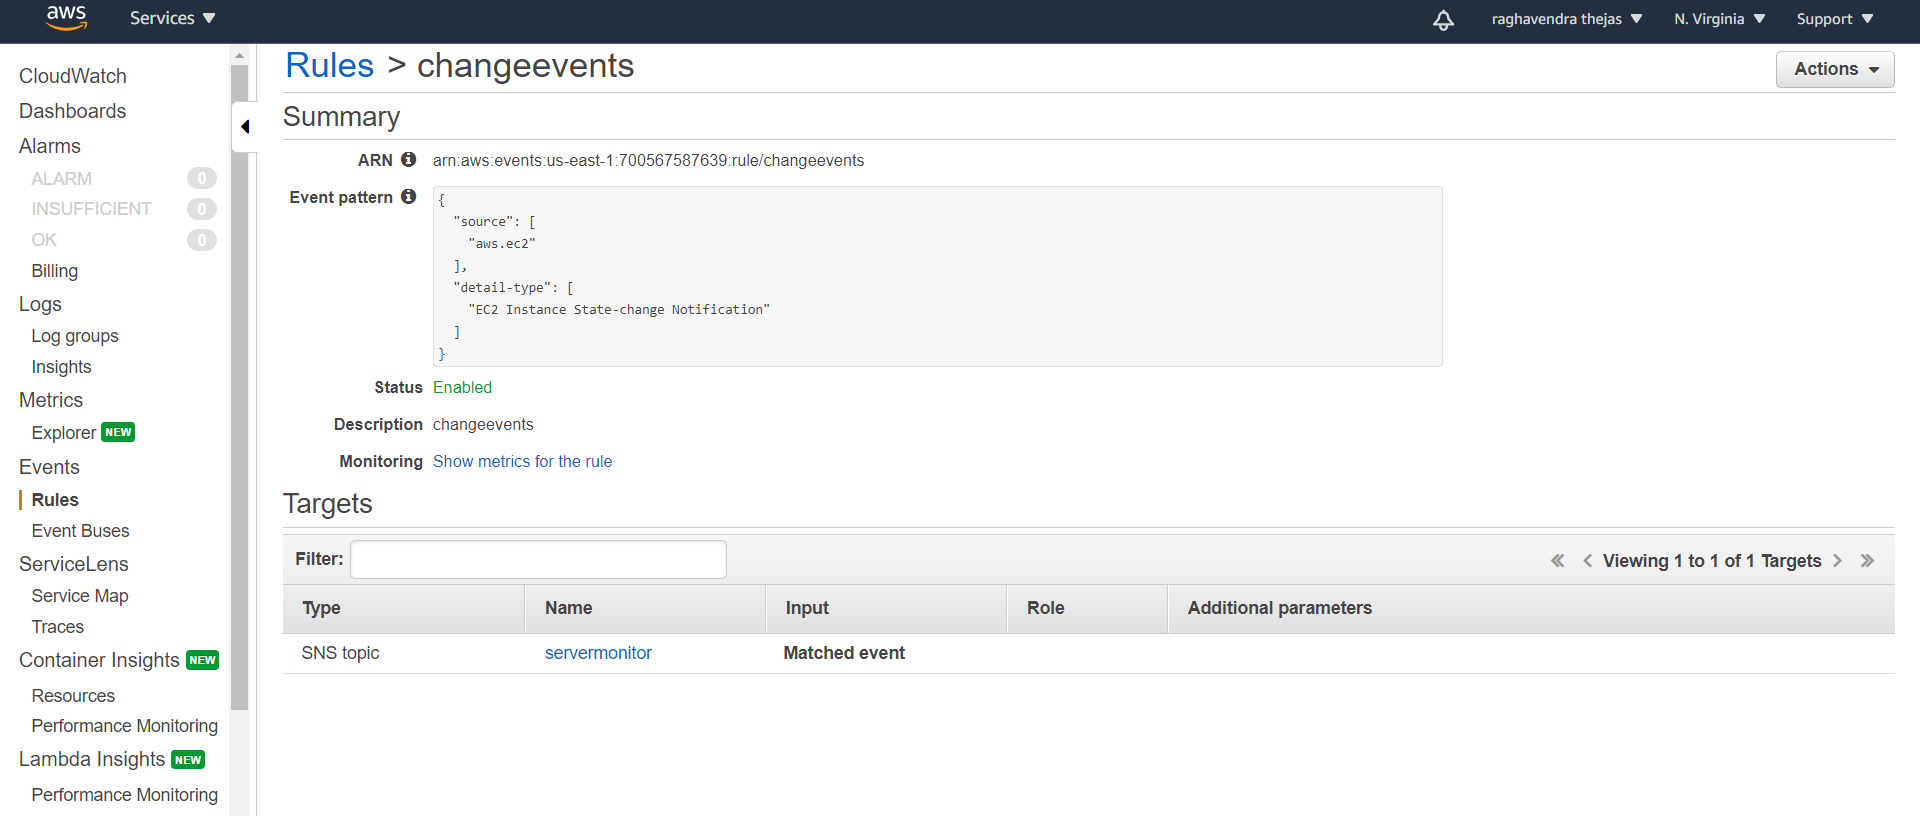 aws Services raghavendra thejas N. Virginia Support
CloudWatch
Dashboards
Alarms
ALARM 0
INSUFFICIENT 0
OK 0
Billing
Logs
Log groups
Insights
Metrics
Explorer NEW
Events
Rules
Event Buses
ServiceLens
Service Map
Traces
Container Insights NEW
Resources
Performance Monitoring
Lambda Insights NEW
Performance Monitoring
Rules > changeevents
Actions
Summary
ARN arn:aws:events:us-east-1:700567587639:rule/changeevents
Event pattern {
"source": [
"aws.ec2"
],
"detail-type": [
"EC2 Instance State-change Notification"
]
}
Status Enabled
Description changeevents
Monitoring Show metrics for the rule
Targets
Filter: « < Viewing 1 to 1 of 1 Targets > »
Type Name Input Role Additional parameters
SNS topic servermonitor Matched event